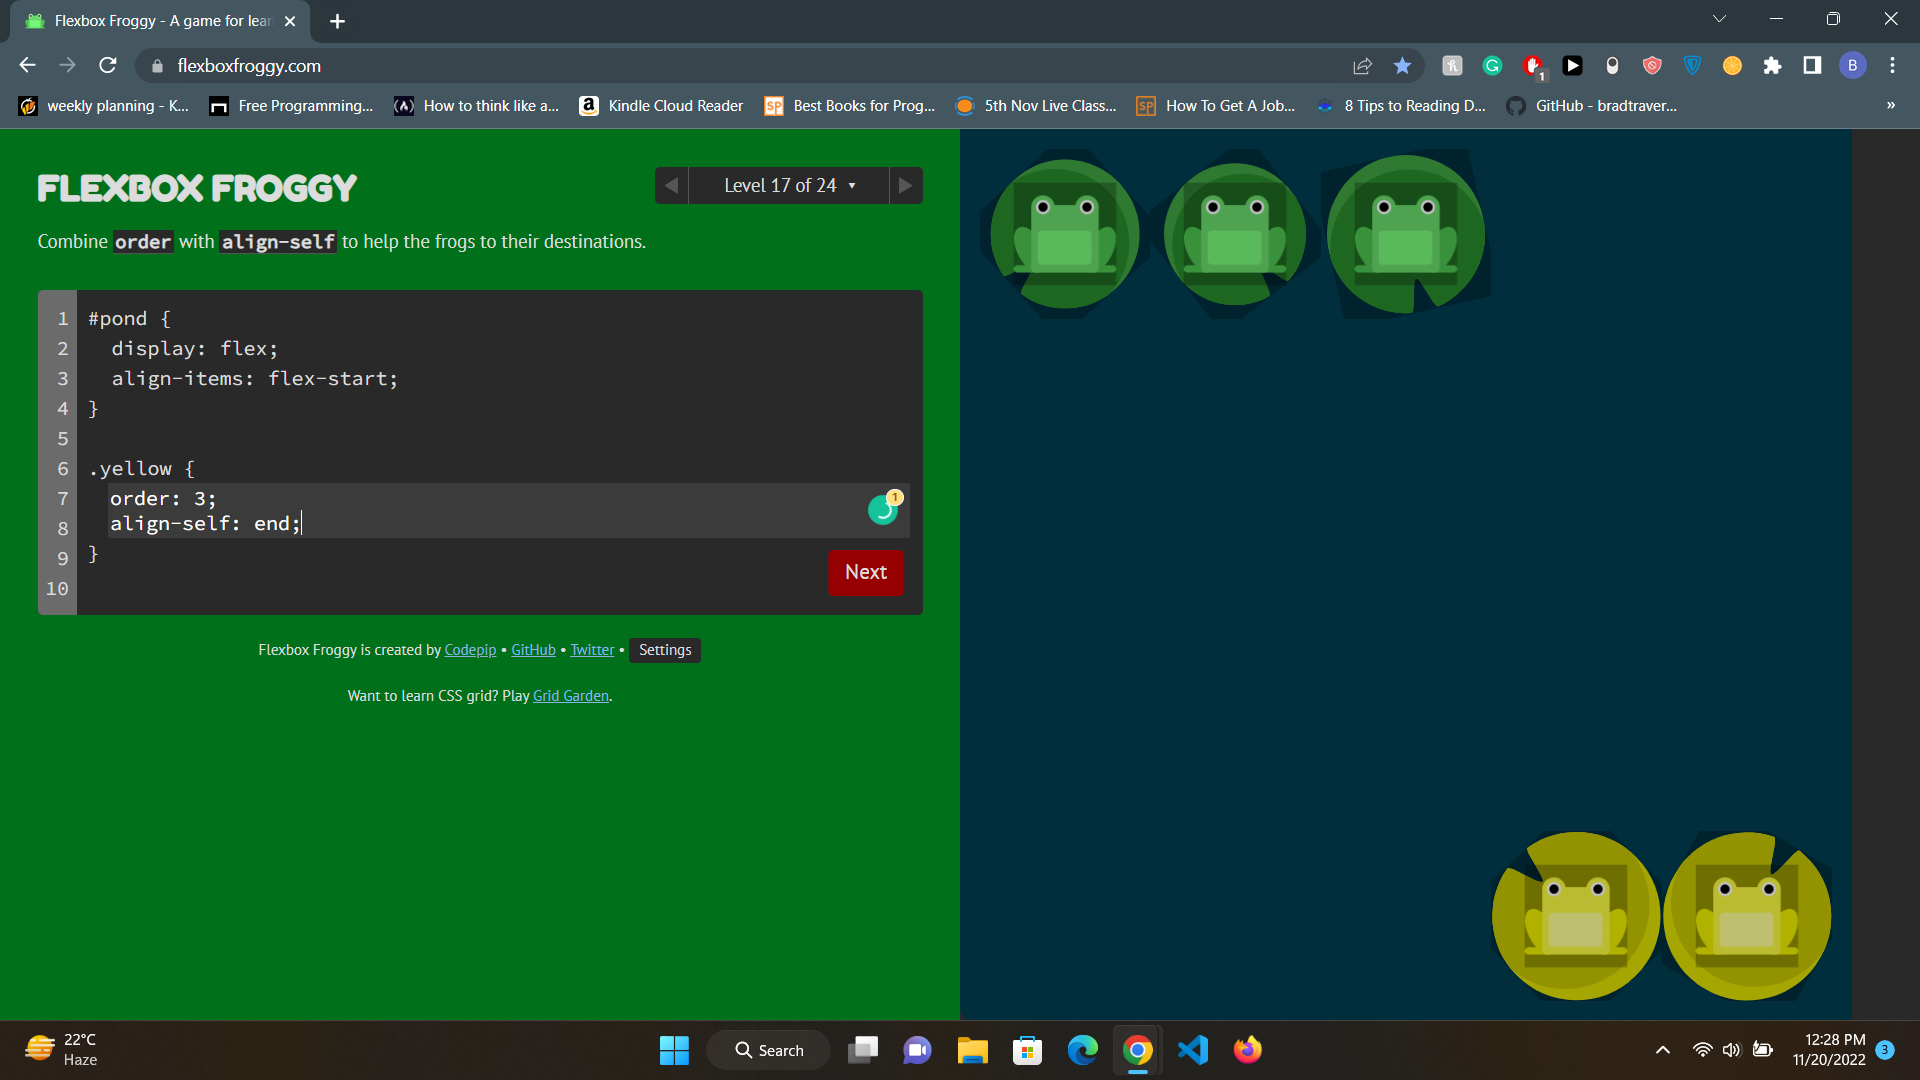 Flexbox Froggy - A game for lear
flexboxfroggy.com
1
B
weekly planning - K...
Free Programming...
How to think like a...
Kindle Cloud Reader
Best Books for Prog...
5th Nov Live Class...
How To Get A Job...
8 Tips to Reading D...
GitHub - bradtraver...
»
FLEXBOX FROGGY
Level 17 of 24
Combine order with align-self to help the frogs to their destinations.
1 #pond {
2 display: flex;
3 align-items: flex-start;
4 }
5
6 .yellow {
7 order: 3;
8 align-self: end;
9 }
10
1
Next
Flexbox Froggy is created by Codepip • GitHub • Twitter • Settings
Want to learn CSS grid? Play Grid Garden.
22°C
Haze
Search
12:28 PM
11/20/2022
3